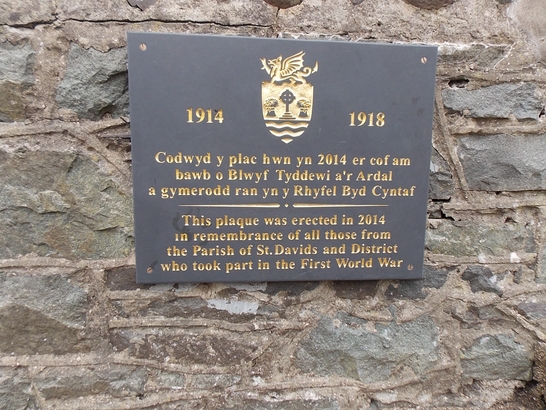 1914 1918
Codwyd y plac hwn yn 2014 er cof am
bawb o Blwyf Tyddewi a'r Ardal
a gymerodd ran yn y Rhyfel Byd Cyntaf
This plaque was erected in 2014
in remembrance of all those from
the Parish of St.Davids and District
who took part in the First World War